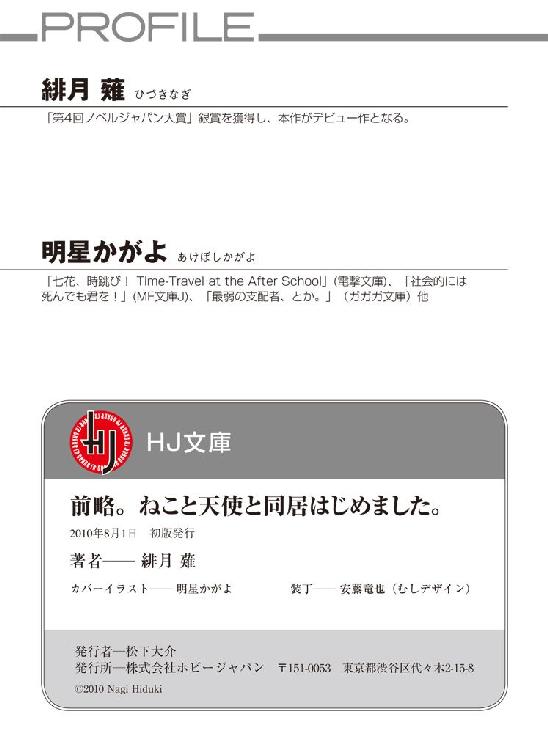 PROFILE
緋月 薙 ひづきなぎ
「第4回ノベルジャパン大賞」銀賞を獲得し、本作がデビュー作となる。
明星かがよ あけぼしかがよ
「七花、時跳び! Time-Travel at the After School」(電撃文庫)、「社会的には
死んでも君を!」(MF文庫J)、「最弱の支配者、とか。」(ガガガ文庫)他
HJ HJ文庫
前略。ねこと天使と同居はじめました。
2010年8月1日 初版発行
著者── 緋月 薙
カバーイラスト── 明星かがよ 装丁── 安藤竜也(むしデザイン)
発行者―松下大介
発行所―株式会社ホビージャパン 〒151-0053 東京都渋谷区代々木2-15-8
©2010 Nagi Hiduki